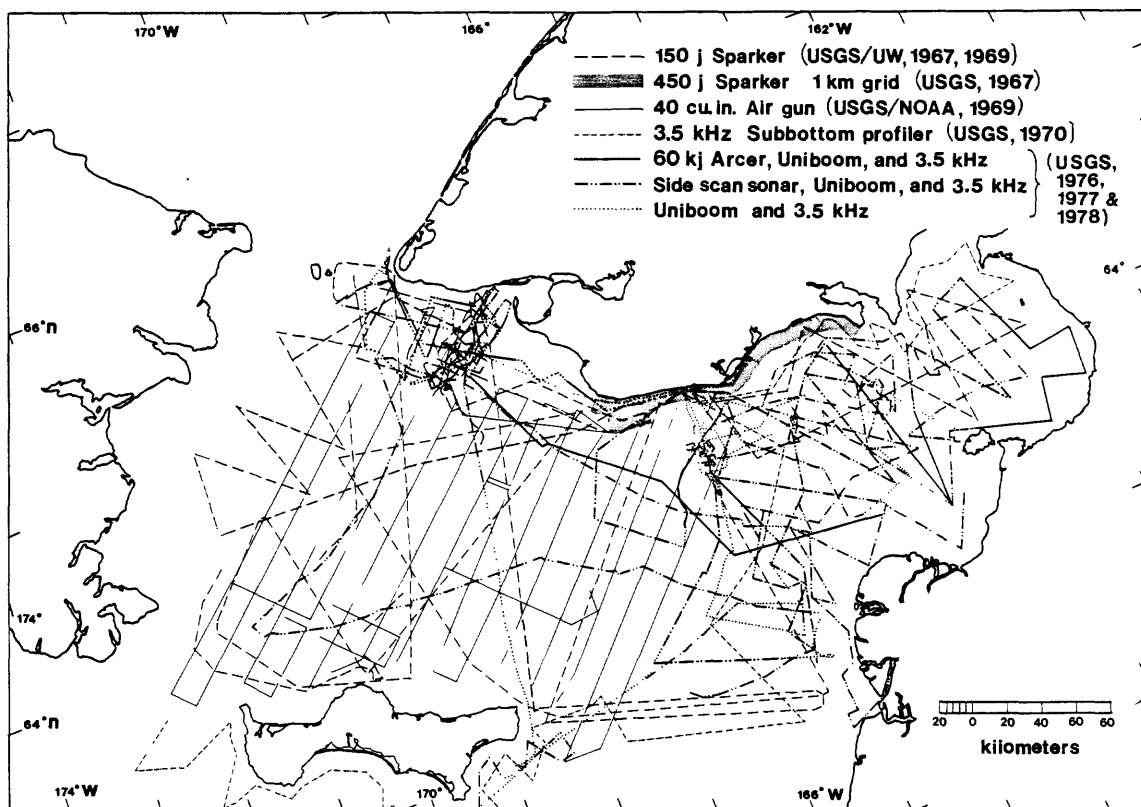 170°W
166°
162°W
150 j Sparker (USGS/UW, 1967, 1969)
450 j Sparker 1 km grid (USGS, 1967)
40 cu.in. Air gun (USGS/NOAA, 1969)
3.5 kHz Subbottom profiler (USGS, 1970)
60 kj Arcer, Uniboom, and 3.5 kHz
Side scan sonar, Uniboom, and 3.5 kHz
Uniboom and 3.5 kHz
(USGS,
1976,
1977 &
1978)
64°
66°n
174°
64°n
20 0 20 40 60 80
kilometers
174°W
170°
166°W